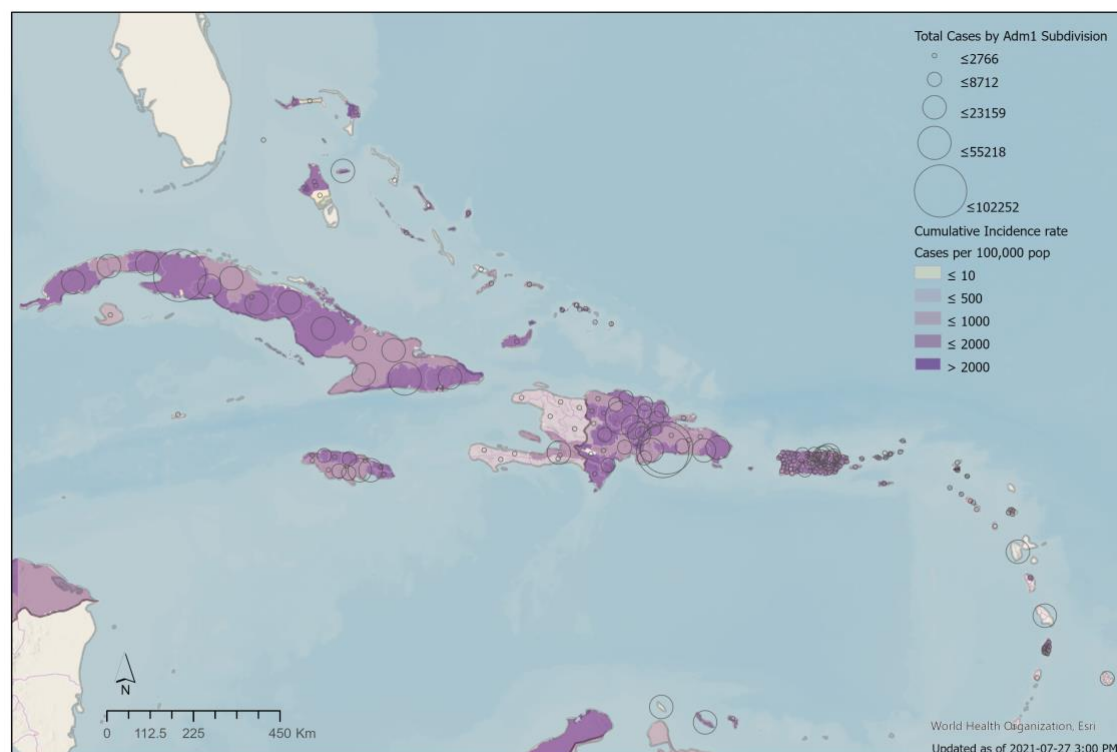 Total Cases by Adm1 Subdivision
≤2766
≤8712
≤23159
≤55218
≤102252
Cumulative Incidence rate
Cases per 100,000 pop
≤ 10
≤ 500
≤ 1000
≤ 2000
> 2000
N
0 112.5 225 450 Km
World Health Organization, Esri
Updated as of 2021-07-27 3:00 PM